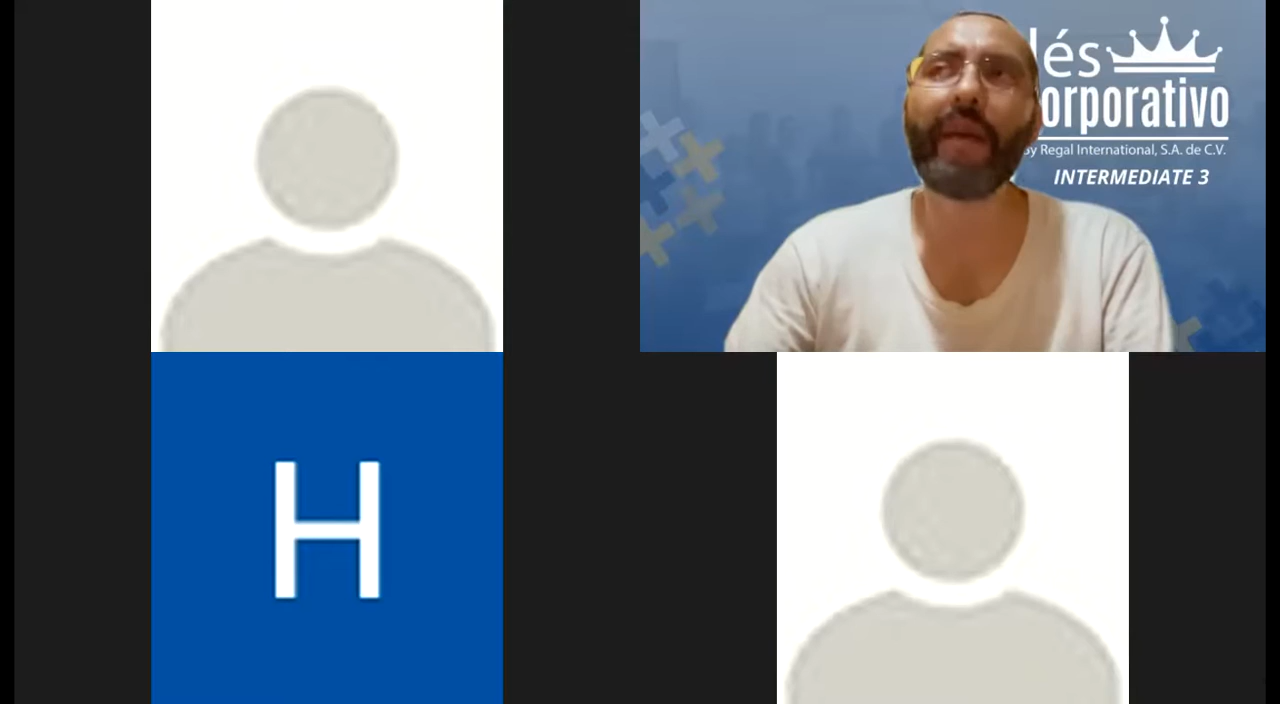 lés
orporativo
By Regal International, S.A. de C.V.
INTERMEDIATE 3
H